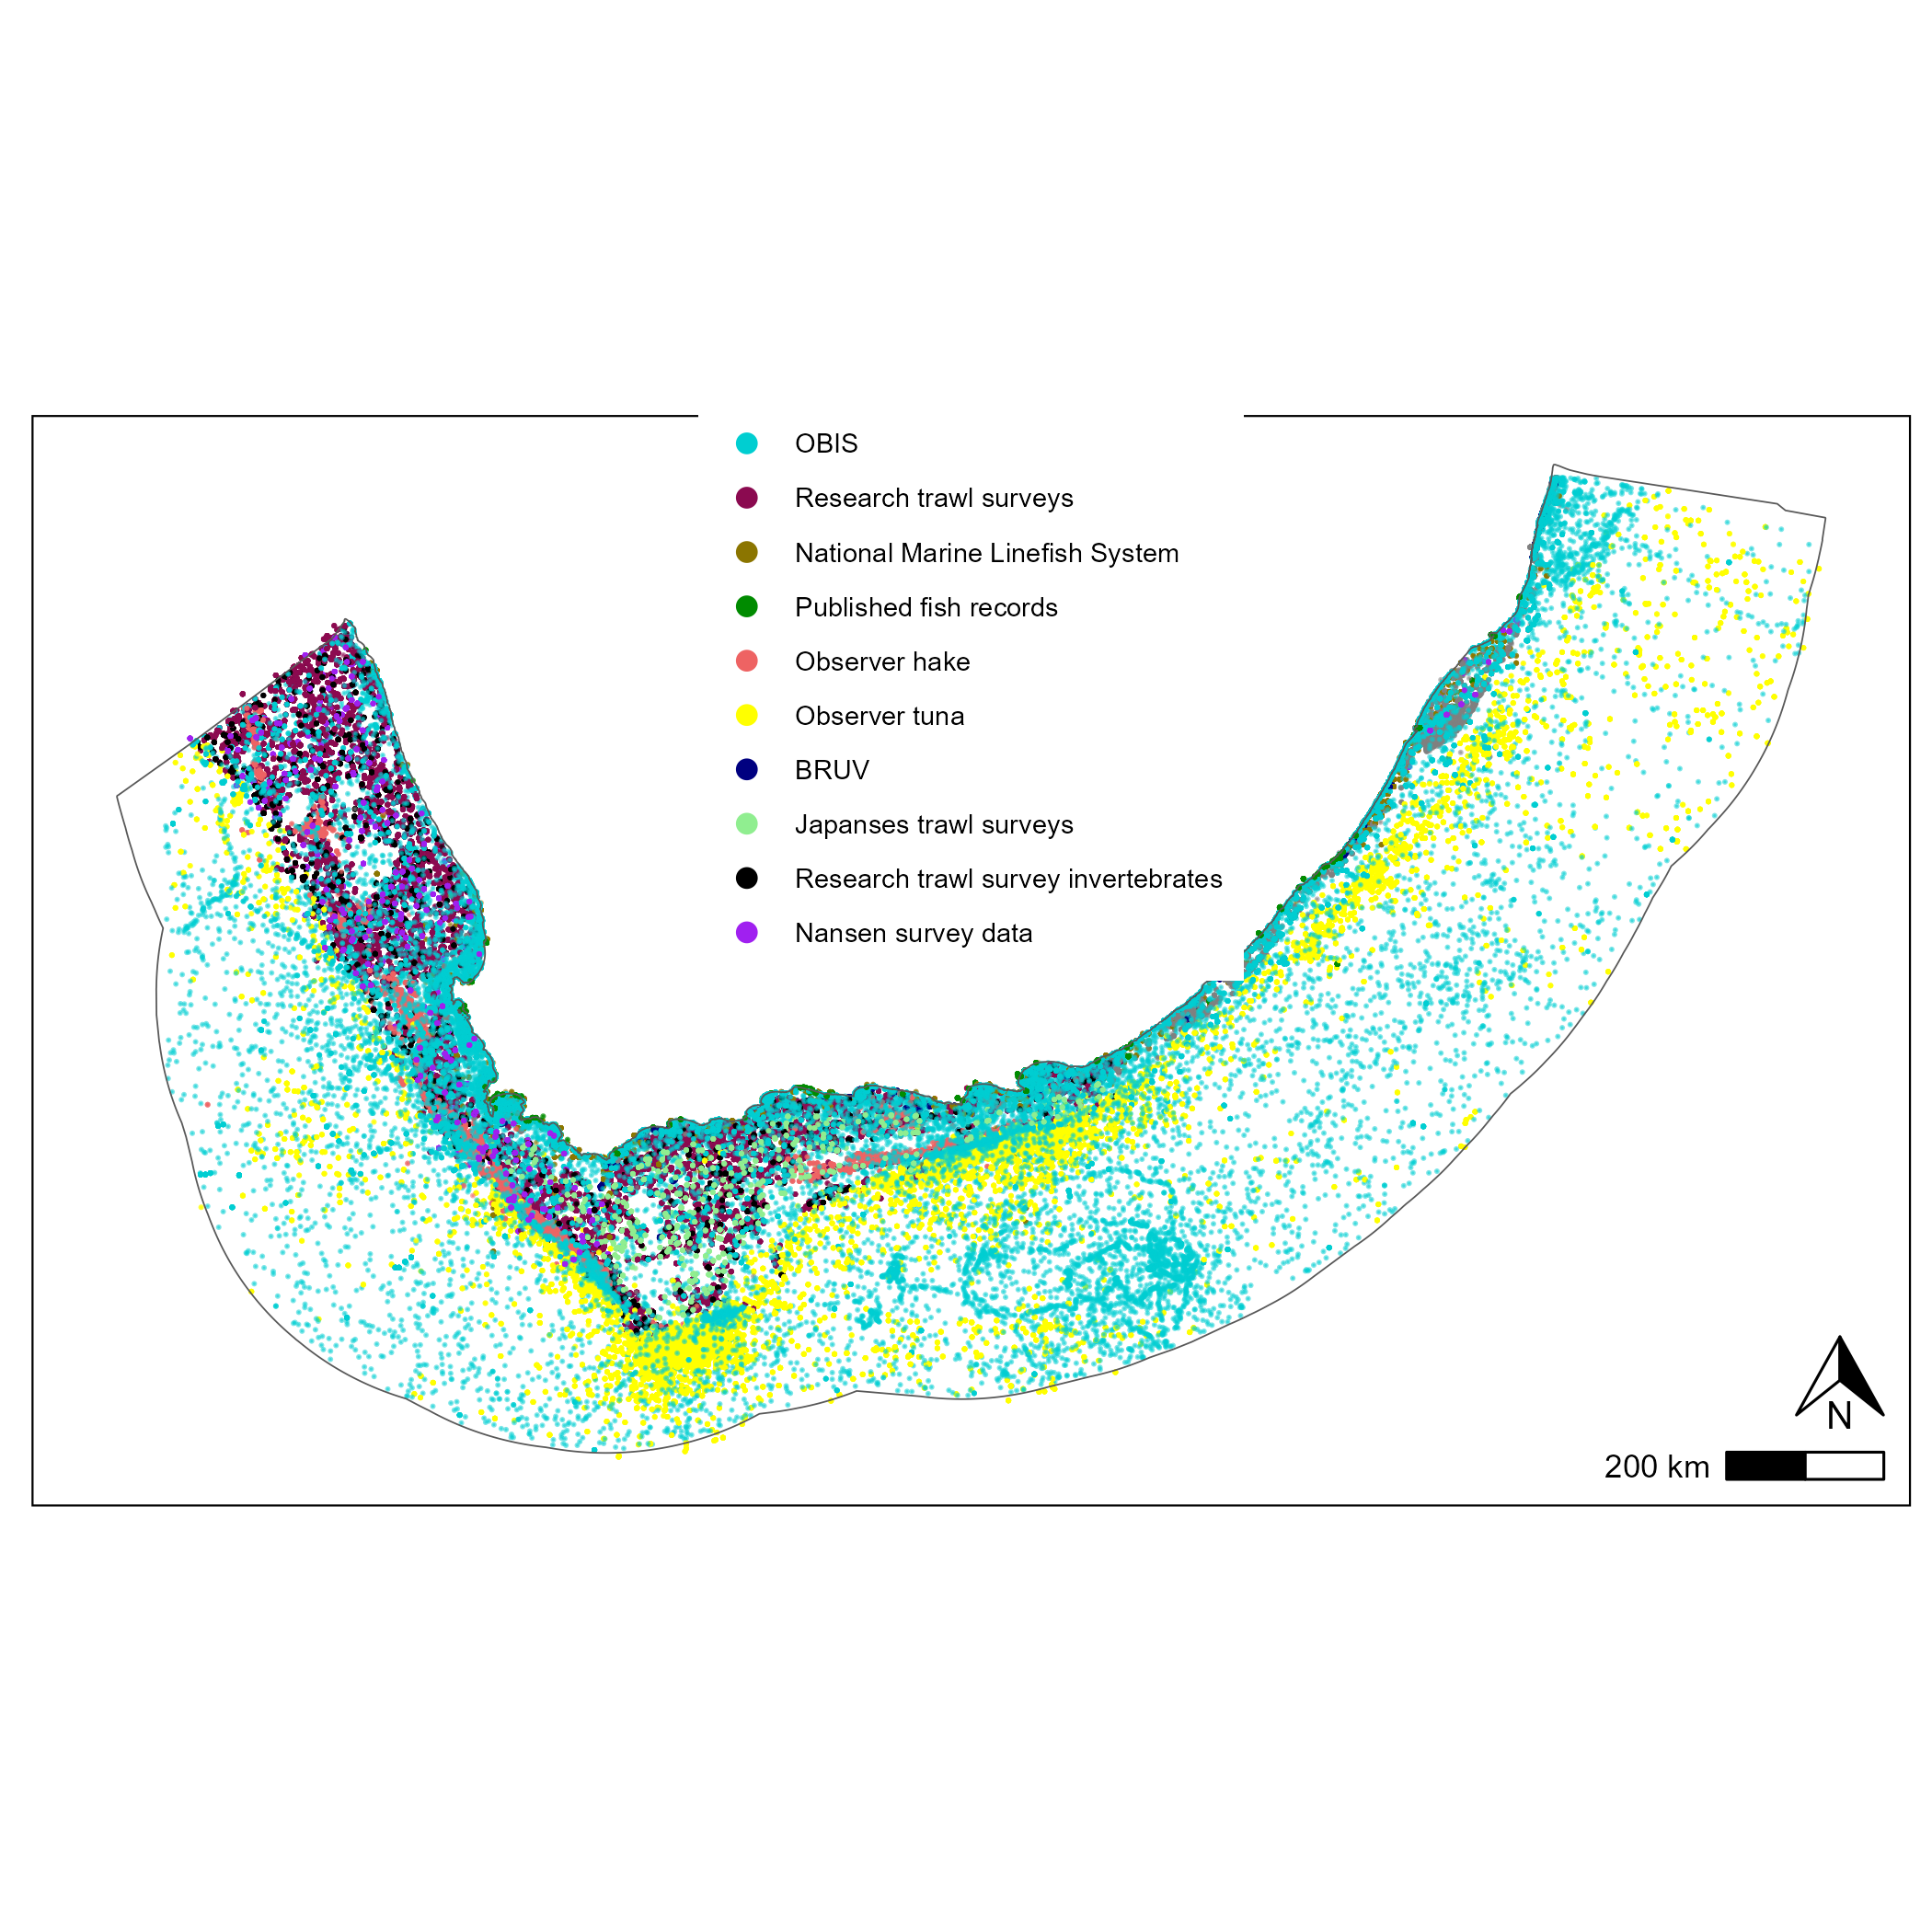 OBIS
Research trawl surveys
National Marine Linefish System
Published fish records
Observer hake
Observer tuna
BRUV
Japanses trawl surveys
Research trawl survey invertebrates
Nansen survey data
N
200 km